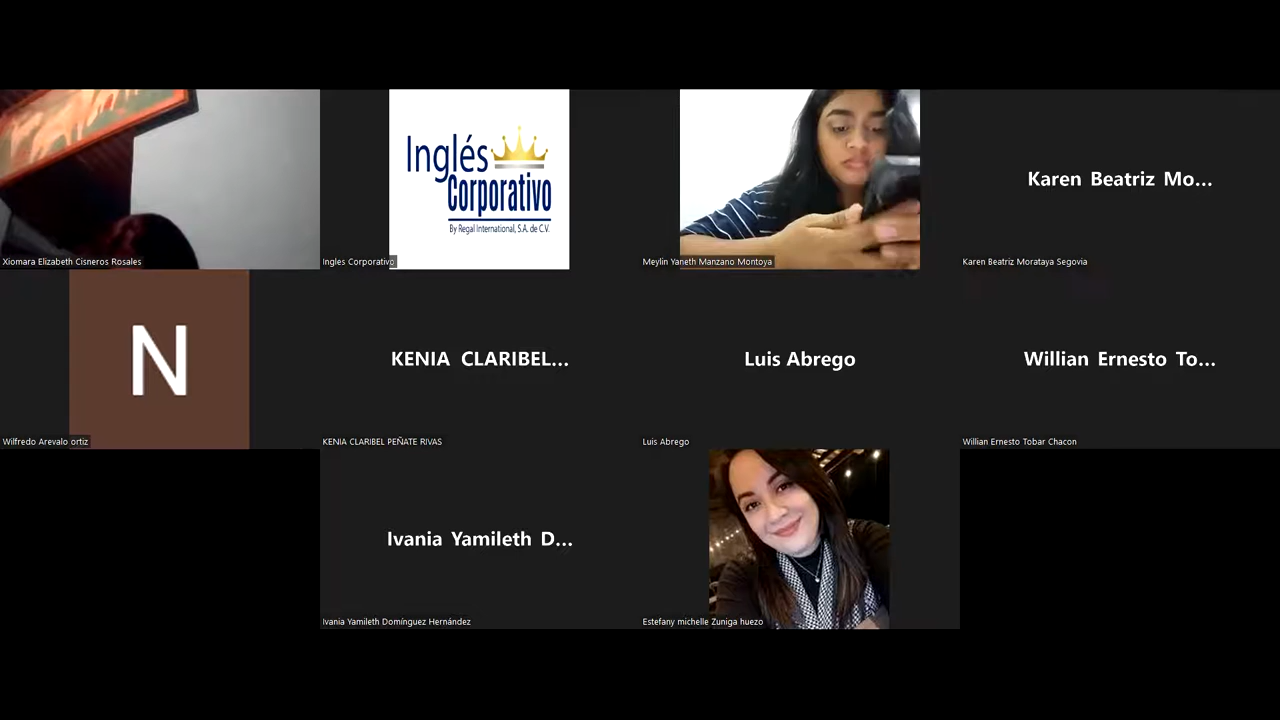 Inglés
Corporativo
By Regal International, S.A. de C.V.
Karen Beatriz Mo...
Xiomara Elizabeth Cisneros Rosales
Ingles Corporativo
Meylin Yaneth Manzano Montoya
Karen Beatriz Morataya Segovia
N
KENIA CLARIBEL...
Luis Abrego
Willian Ernesto To...
Wilfredo Arevalo ortiz
KENIA CLARIBEL PEÑATE RIVAS
Luis Abrego
Willian Ernesto Tobar Chacon
Ivania Yamileth D...
Ivania Yamileth Domínguez Hernández
Estefany michelle Zuniga huezo